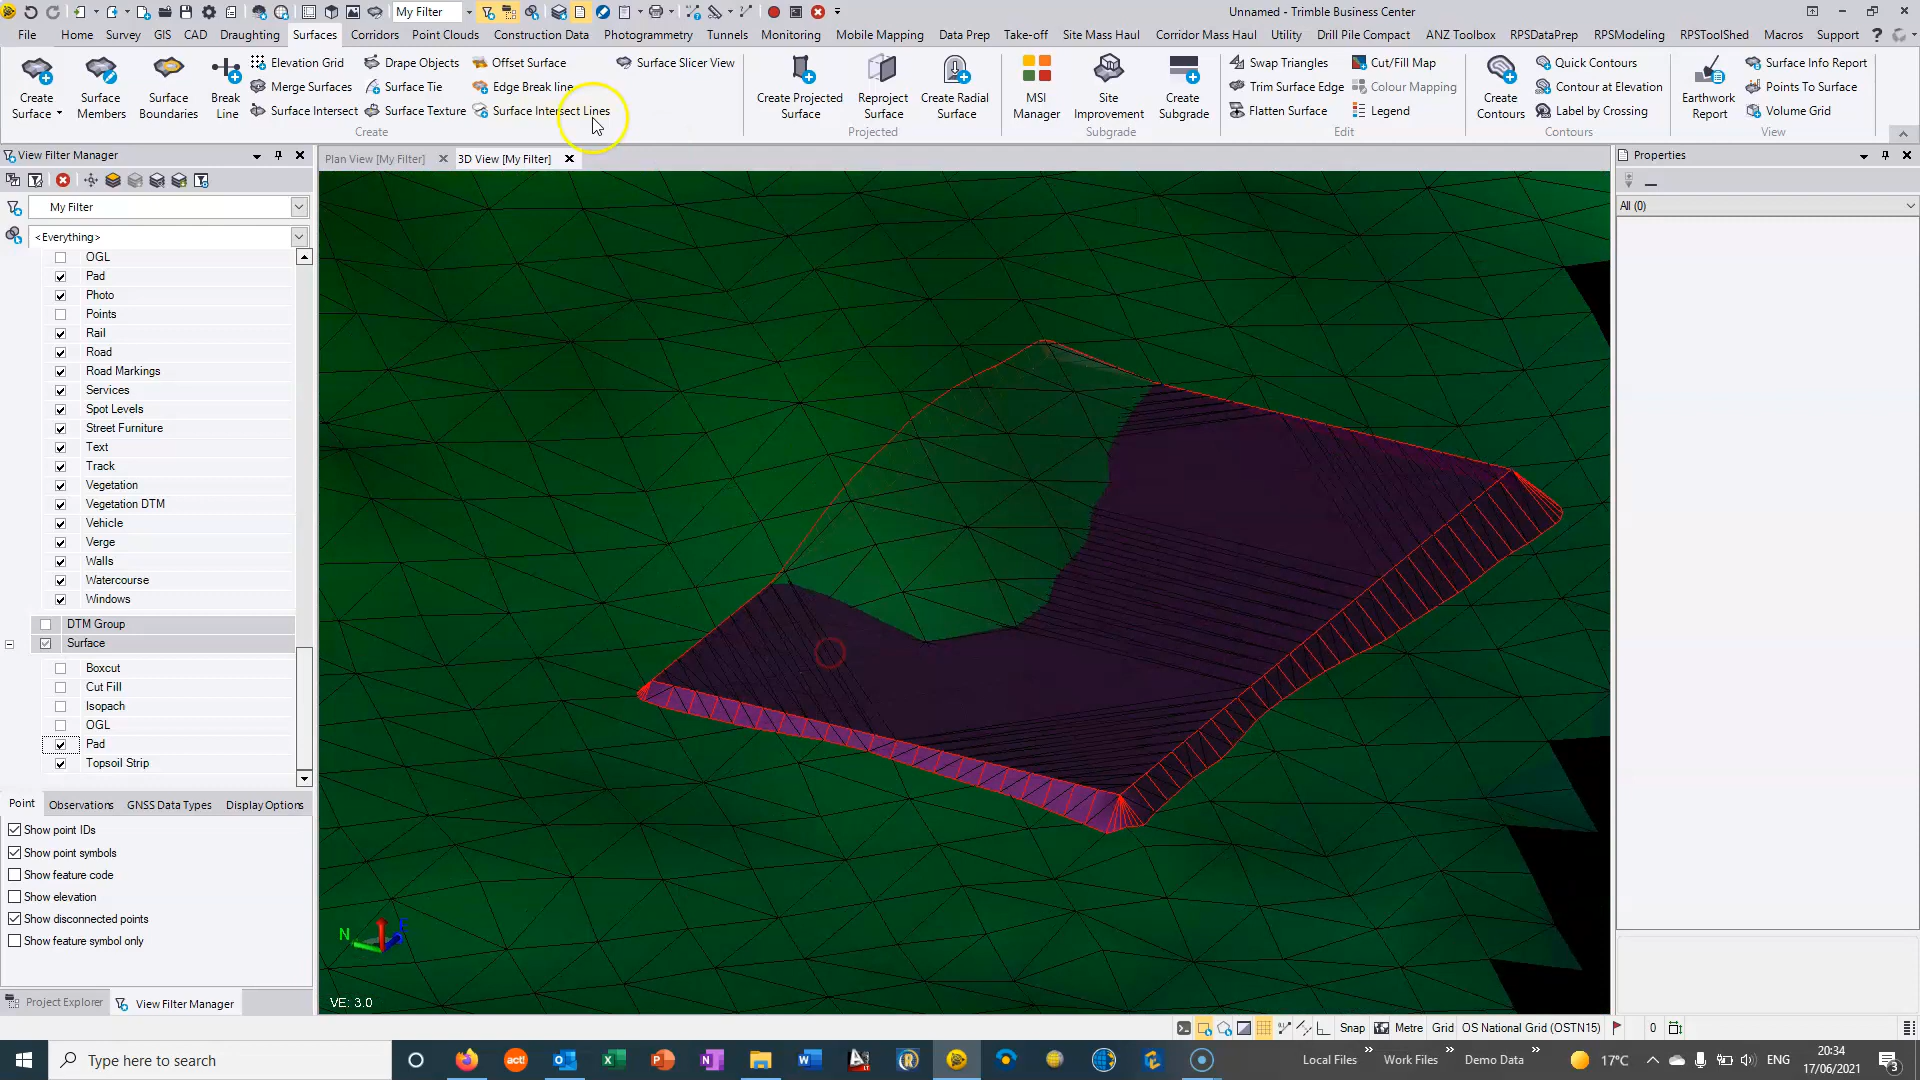 My Filter
Unnamed - Trimble Business Center
File Home Survey GIS CAD Draughting Surfaces Corridors Point Clouds Construction Data Photogrammetry Tunnels Monitoring Mobile Mapping Data Prep Take-off Site Mass Haul Corridor Mass Haul Utility Drill Pile Compact ANZ Toolbox RPSDataPrep RPSModeling RPSToolShed Macros Support
Create Surface
Surface Members
Surface Boundaries
Break Line
Elevation Grid
Merge Surfaces
Surface Intersect
Drape Objects
Surface Tie
Surface Texture
Offset Surface
Edge Break line
Surface Intersect Lines
Surface Slicer View
Create
Create Projected Surface
Reproject Surface
Create Radial Surface
Projected
MSI Manager
Site Improvement
Create Subgrade
Subgrade
Swap Triangles
Trim Surface Edge
Flatten Surface
Cut/Fill Map
Colour Mapping
Legend
Edit
Create Contours
Quick Contours
Contour at Elevation
Label by Crossing
Contours
Earthwork Report
Surface Info Report
Points To Surface
Volume Grid
View
View Filter Manager
My Filter
<Everything>
OGL
Pad
Photo
Points
Rail
Road
Road Markings
Services
Spot Levels
Street Furniture
Text
Track
Vegetation
Vegetation DTM
Vehicle
Verge
Walls
Watercourse
Windows
DTM Group
Surface
Boxcut
Cut Fill
Isopach
OGL
Pad
Topsoil Strip
Point Observations GNSS Data Types Display Options
Show point IDs
Show point symbols
Show feature code
Show elevation
Show disconnected points
Show feature symbol only
Project Explorer View Filter Manager
Plan View [My Filter] 3D View [My Filter]
N
VE: 3.0
Properties
All (0)
Snap Metre Grid OS National Grid (OSTN15) 0
Type here to search
act!
Local Files Work Files Demo Data 17°C ENG
20:34
17/06/2021
3